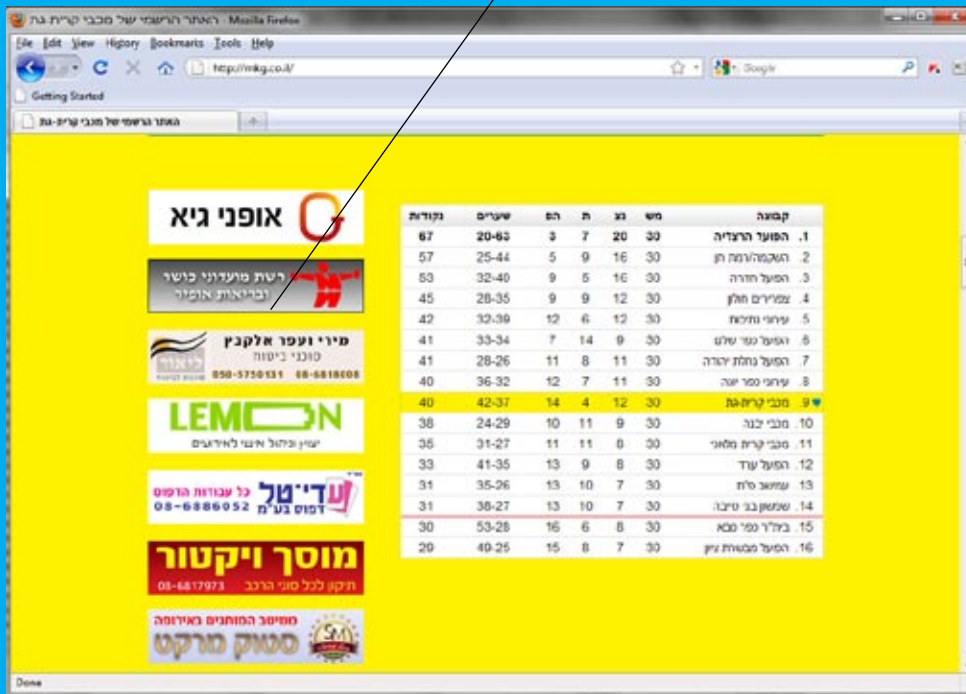 האתר הרשמי של מכבי קרית גת - Mozilla Firefox
File Edit View History Bookmarks Tools Help
http://mkg.co.il/
Google
Getting Started
האתר הרשמי של מכבי קרית-גת
אופני גיא
רשת מועדוני כושר
ובריאות אופיר
מירי ועפר אלקבץ
סוכני ביטוח
050-5750131 08-6818008
ליאור
LEMON
יעוץ וניהול אישי לאירועים
עדי־טל
דפוס בע"מ
כל עבודות הדפוס
08-6886052
מוסך ויקטור
תיקון לכל סוגי הרכב 08-6817973
ממיטב המותגים באירופה
סטוק מרקט
SM
קבוצה מש נצ ת הפ שערים נקודות
1. הפועל הרצליה 30 20 7 3 20-63 67
2. השקמה/רמת חן 30 16 9 5 25-44 57
3. הפועל חדרה 30 16 5 9 32-40 53
4. צפרירים חולון 30 12 9 9 28-35 45
5. עירוני נתיבות 30 12 6 12 32-39 42
6. הפועל כפר שלם 30 9 14 7 33-34 41
7. הפועל נחלת יהודה 30 11 8 11 28-26 41
8. עירוני כפר יונה 30 11 7 12 36-32 40
9. מכבי קרית-גת 30 12 4 14 42-37 40
10. מכבי יבנה 30 9 11 10 24-29 38
11. מכבי קרית מלאכי 30 8 11 11 31-27 35
12. הפועל ערד 30 8 9 13 41-35 33
13. עמישב פ"ת 30 7 10 13 35-26 31
14. שמשון בני טייבה 30 7 10 13 38-27 31
15. בית"ר כפר סבא 30 8 6 16 53-28 30
16. הפועל מבשרת ציון 30 7 8 15 49-25 29
Done